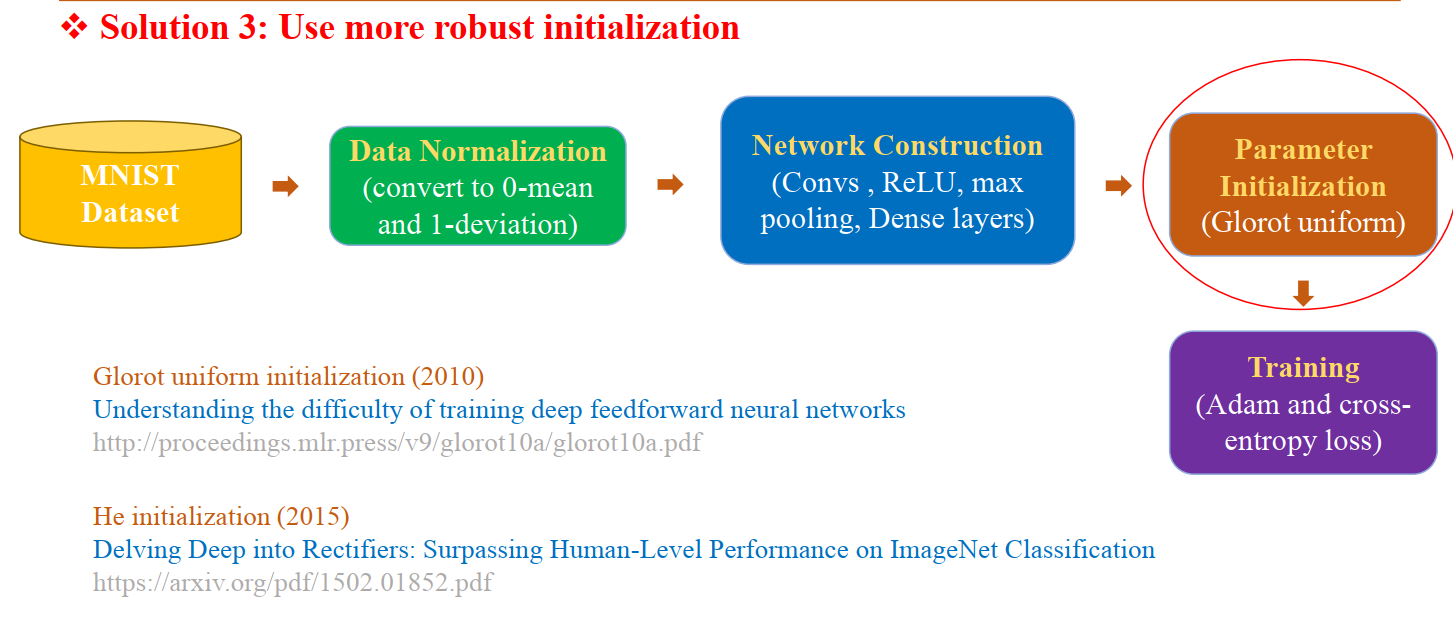 ❖ Solution 3: Use more robust initialization
MNIST
Dataset
Data Normalization
(convert to 0-mean
and 1-deviation)
Network Construction
(Convs , ReLU, max
pooling, Dense layers)
Parameter
Initialization
(Glorot uniform)
Training
(Adam and cross-
entropy loss)
Glorot uniform initialization (2010)
Understanding the difficulty of training deep feedforward neural networks
http://proceedings.mlr.press/v9/glorot10a/glorot10a.pdf
He initialization (2015)
Delving Deep into Rectifiers: Surpassing Human-Level Performance on ImageNet Classification
https://arxiv.org/pdf/1502.01852.pdf